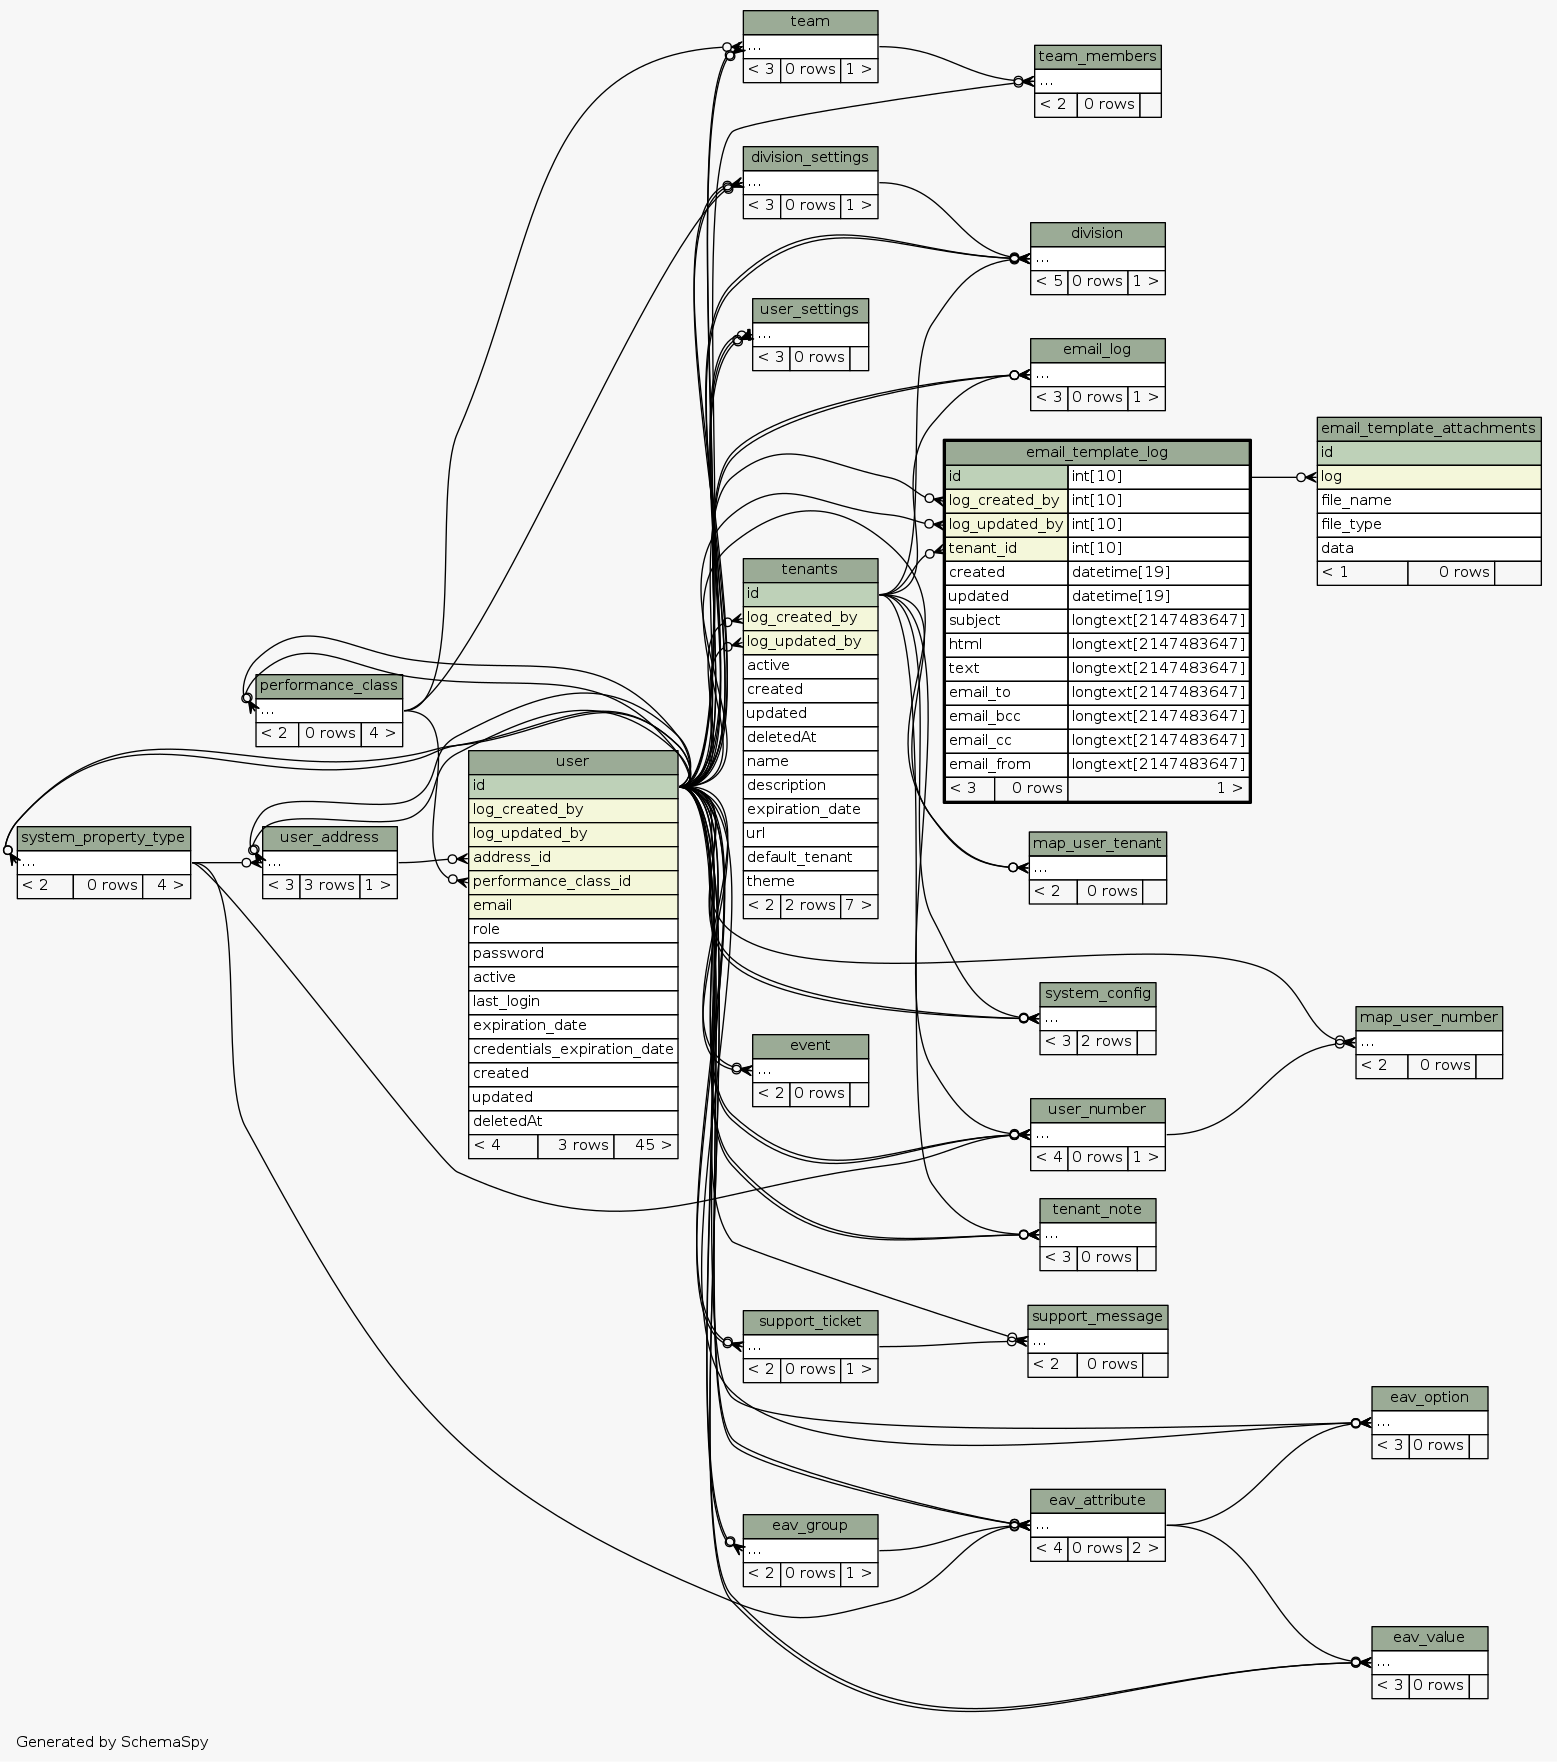 team
...
< 3 0 rows 1 >
team_members
...
< 2 0 rows
division_settings
...
< 3 0 rows 1 >
division
...
< 5 0 rows 1 >
user_settings
...
< 3 0 rows
email_log
...
< 3 0 rows 1 >
email_template_log
id int[10]
log_created_by int[10]
log_updated_by int[10]
tenant_id int[10]
created datetime[19]
updated datetime[19]
subject longtext[2147483647]
html longtext[2147483647]
text longtext[2147483647]
email_to longtext[2147483647]
email_bcc longtext[2147483647]
email_cc longtext[2147483647]
email_from longtext[2147483647]
< 3 0 rows 1 >
email_template_attachments
id
log
file_name
file_type
data
< 1 0 rows
tenants
id
log_created_by
log_updated_by
active
created
updated
deletedAt
name
description
expiration_date
url
default_tenant
theme
< 2 2 rows 7 >
performance_class
...
< 2 0 rows 4 >
user
id
log_created_by
log_updated_by
address_id
performance_class_id
email
role
password
active
last_login
expiration_date
credentials_expiration_date
created
updated
deletedAt
< 4 3 rows 45 >
system_property_type
...
< 2 0 rows 4 >
user_address
...
< 3 3 rows 1 >
map_user_tenant
...
< 2 0 rows
system_config
...
< 3 2 rows
map_user_number
...
< 2 0 rows
event
...
< 2 0 rows
user_number
...
< 4 0 rows 1 >
tenant_note
...
< 3 0 rows
support_ticket
...
< 2 0 rows 1 >
support_message
...
< 2 0 rows
eav_option
...
< 3 0 rows
eav_attribute
...
< 4 0 rows 2 >
eav_group
...
< 2 0 rows 1 >
eav_value
...
< 3 0 rows
Generated by SchemaSpy